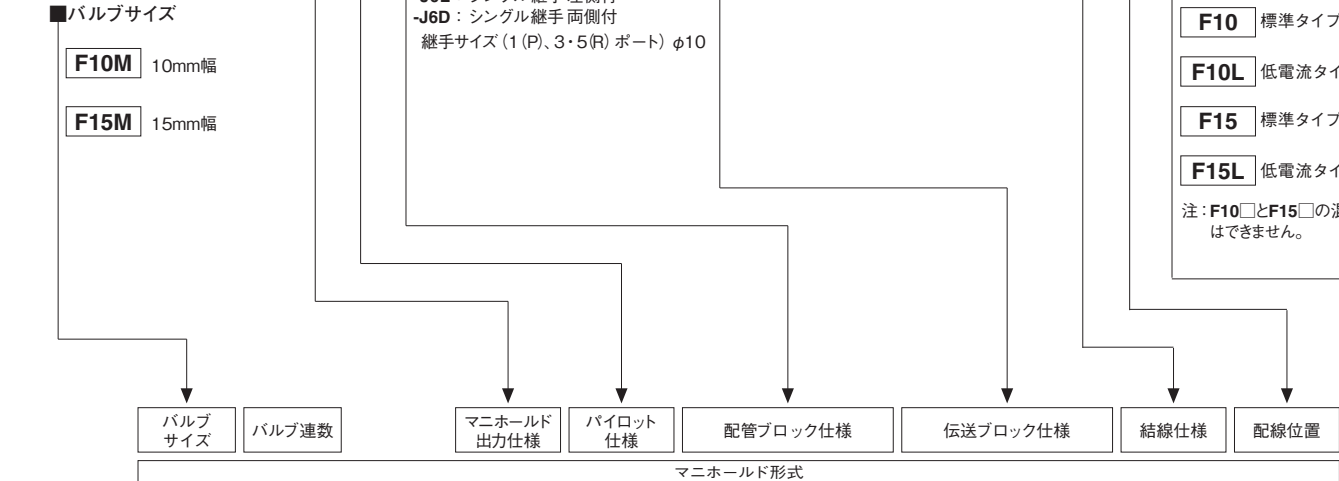 ■バルブサイズ
F10M 10mm幅
F15M 15mm幅
-J6D：シングル継手 両側付
継手サイズ（1(P)、3・5(R) ポート）φ10
F10 標準タイプ
F10L 低電流タイ
F15 標準タイプ
F15L 低電流タイ
注：F10□とF15□の
はできません。
バルブ
サイズ
バルブ連数
マニホールド
出力仕様
パイロット
仕様
配管ブロック仕様
伝送ブロック仕様
結線仕様
配線位置
マニホールド形式